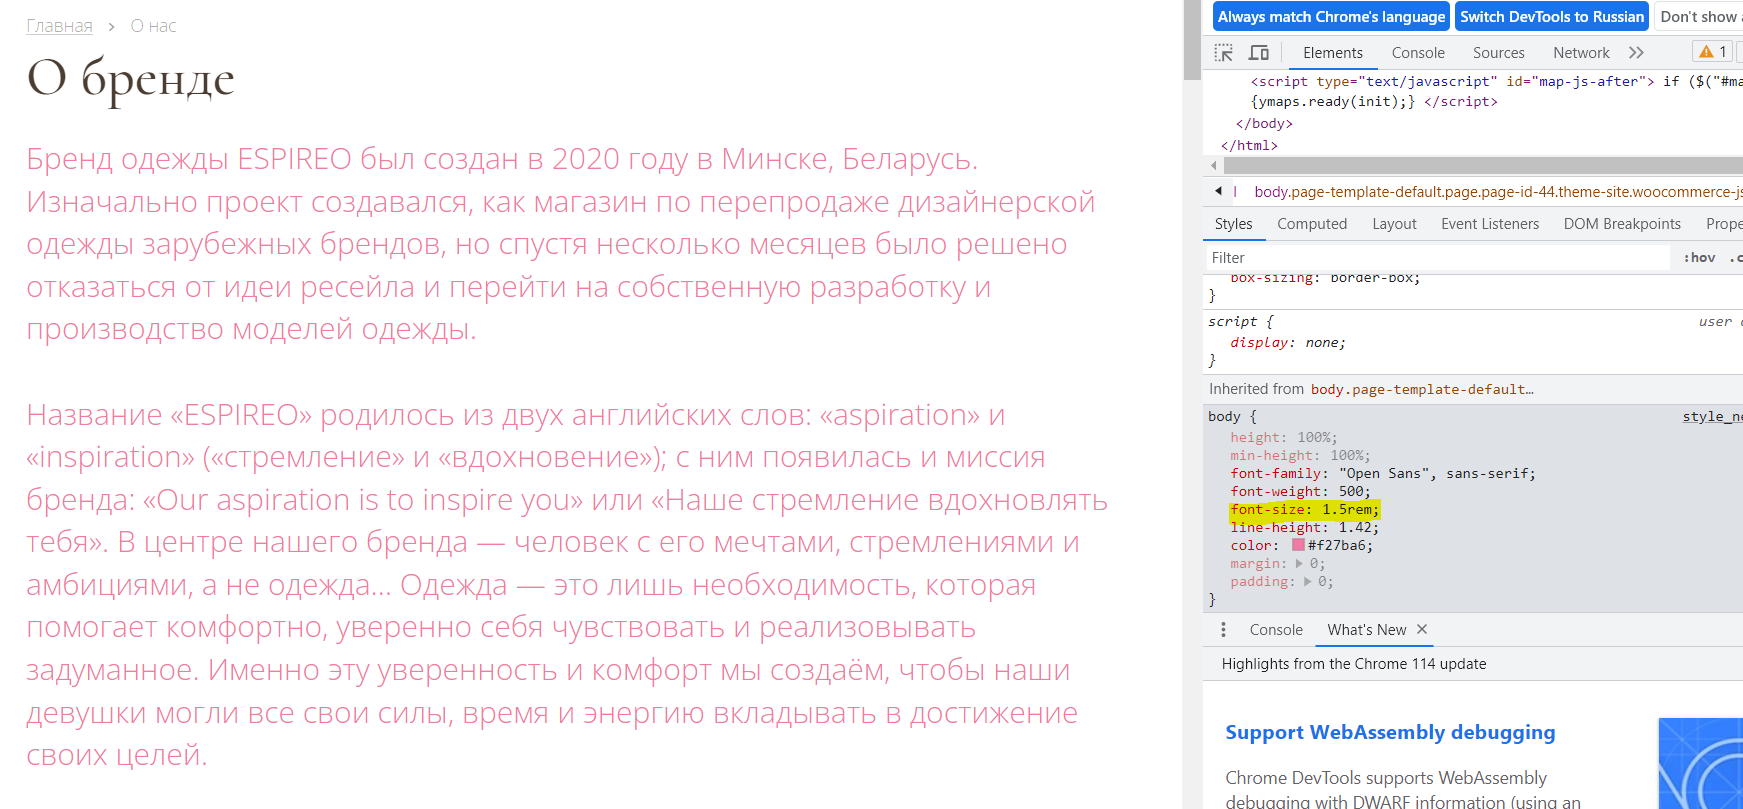 Главная › О нас
О бренде
Бренд одежды ESPIREO был создан в 2020 году в Минске, Беларусь.
Изначально проект создавался, как магазин по перепродаже дизайнерской
одежды зарубежных брендов, но спустя несколько месяцев было решено
отказаться от идеи ресейла и перейти на собственную разработку и
производство моделей одежды.
Название «ESPIREO» родилось из двух английских слов: «aspiration» и
«inspiration» («стремление» и «вдохновение»); с ним появилась и миссия
бренда: «Our aspiration is to inspire you» или «Наше стремление вдохновлять
тебя». В центре нашего бренда — человек с его мечтами, стремлениями и
амбициями, а не одежда... Одежда — это лишь необходимость, которая
помогает комфортно, уверенно себя чувствовать и реализовывать
задуманное. Именно эту уверенность и комфорт мы создаём, чтобы наши
девушки могли все свои силы, время и энергию вкладывать в достижение
своих целей.
Always match Chrome's language Switch DevTools to Russian Don't show
Elements Console Sources Network 1
<script type="text/javascript" id="map-js-after"> if ($("#ma
{ymaps.ready(init);} </script>
</body>
</html>
body.page-template-default.page.page-id-44.theme-site.woocommerce-js
Styles Computed Layout Event Listeners DOM Breakpoints Prope
Filter :hov .c
box-sizing: border-box;
}
script { user
display: none;
}
Inherited from body.page-template-default…
body { style_ne
height: 100%;
min-height: 100%;
font-family: "Open Sans", sans-serif;
font-weight: 500;
font-size: 1.5rem;
line-height: 1.42;
color: #f27ba6;
margin: 0;
padding: 0;
}
Console What's New
Highlights from the Chrome 114 update
Support WebAssembly debugging
Chrome DevTools supports WebAssembly
debugging with DWARF information (using an